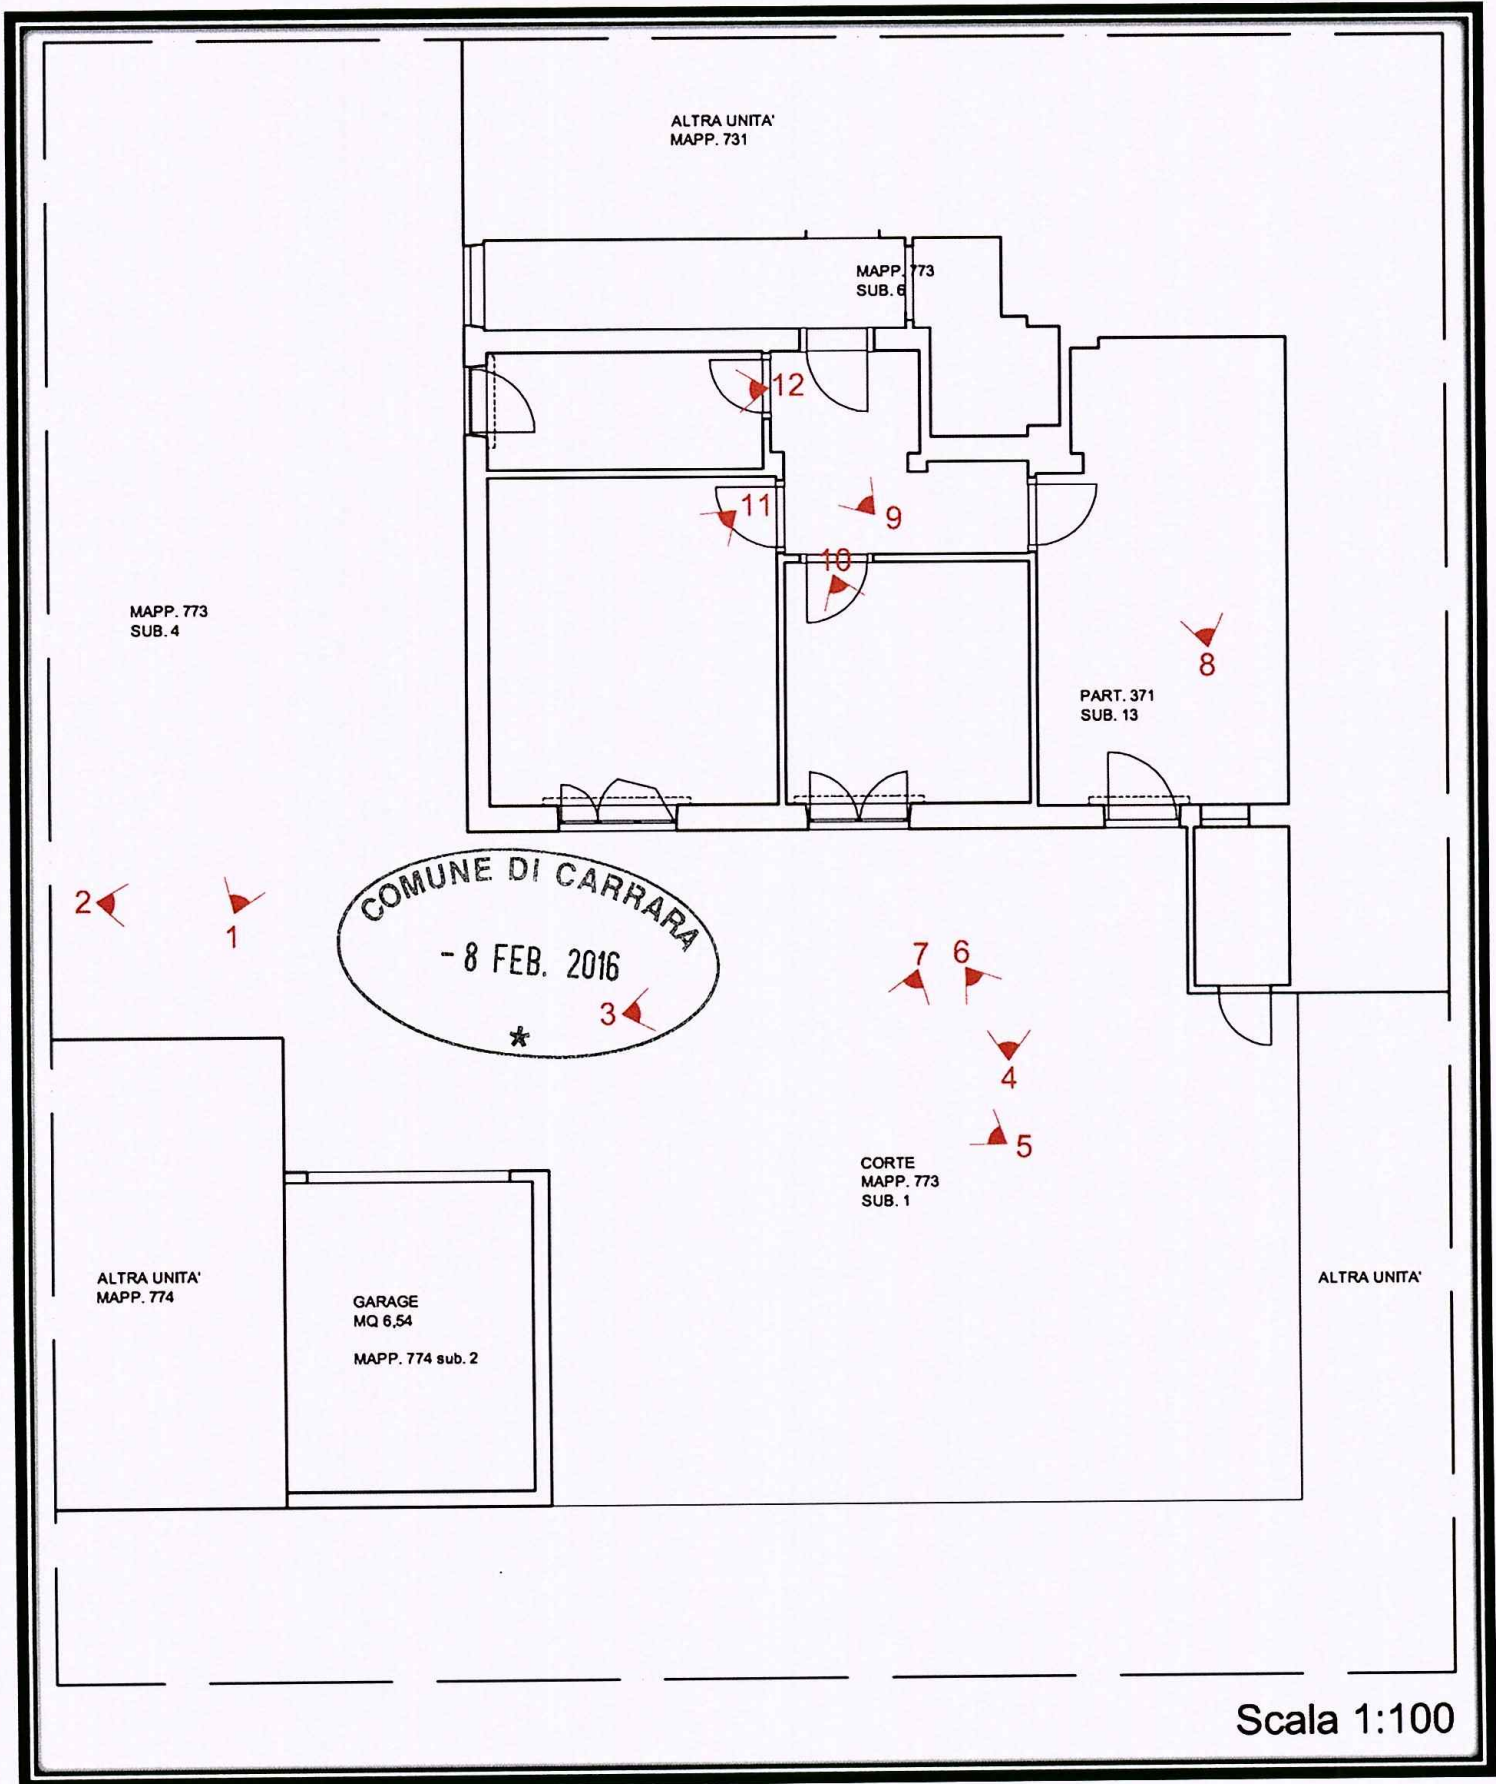 ALTRA UNITA'
MAPP. 731
MAPP. 773
SUB. 6
12
11
9
10
MAPP. 773
SUB. 4
8
PART. 371
SUB. 13
2
1
COMUNE DI CARRARA
- 8 FEB. 2016
*
3
7
6
4
5
CORTE
MAPP. 773
SUB. 1
ALTRA UNITA'
MAPP. 774
GARAGE
MQ 6,54
MAPP. 774 sub. 2
ALTRA UNITA'
Scala 1:100